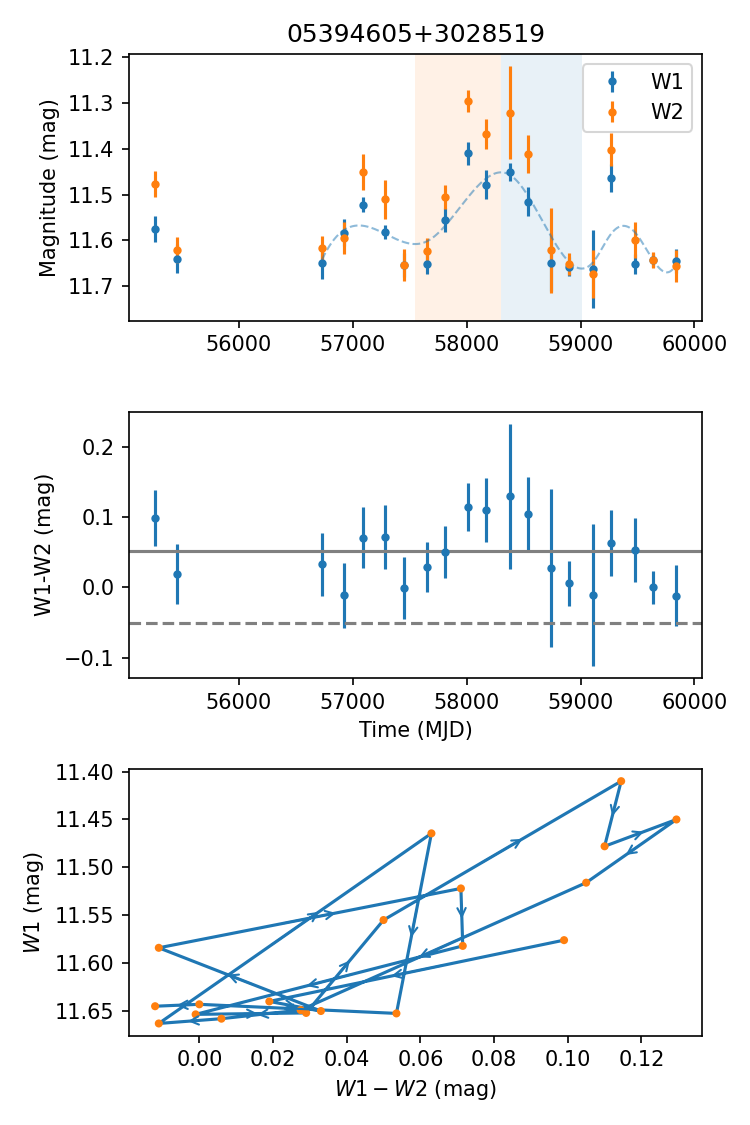 05394605+3028519
11.2
11.3
11.4
11.5
11.6
11.7
Magnitude (mag)
W1
W2
56000 57000 58000 59000 60000
0.2
0.1
0.0
−0.1
W1-W2 (mag)
56000 57000 58000 59000 60000
Time (MJD)
11.40
11.45
11.50
11.55
11.60
11.65
W1 (mag)
0.00 0.02 0.04 0.06 0.08 0.10 0.12
W1 − W2 (mag)